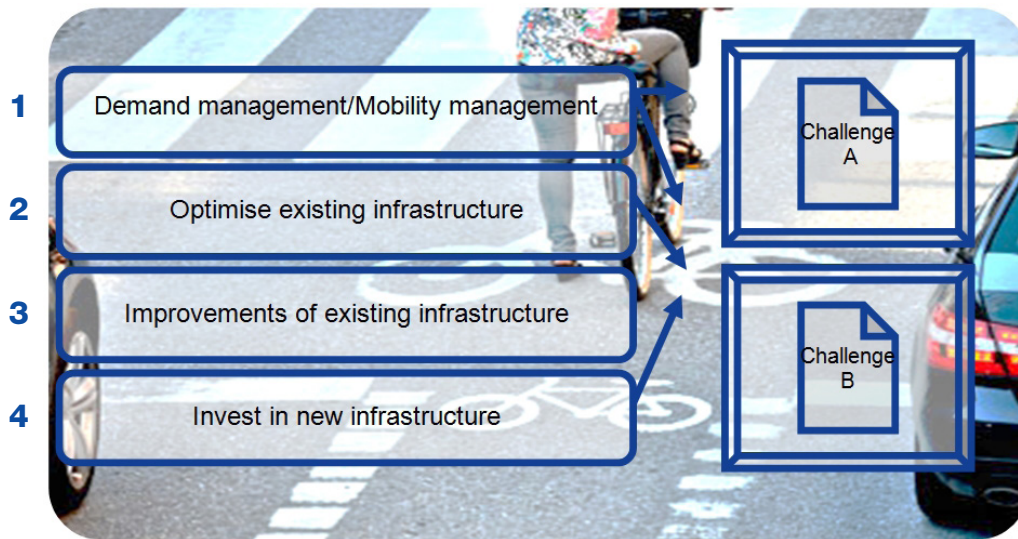 1
Demand management/Mobility management
2
Optimise existing infrastructure
3
Improvements of existing infrastructure
4
Invest in new infrastructure
Challenge
A
Challenge
B